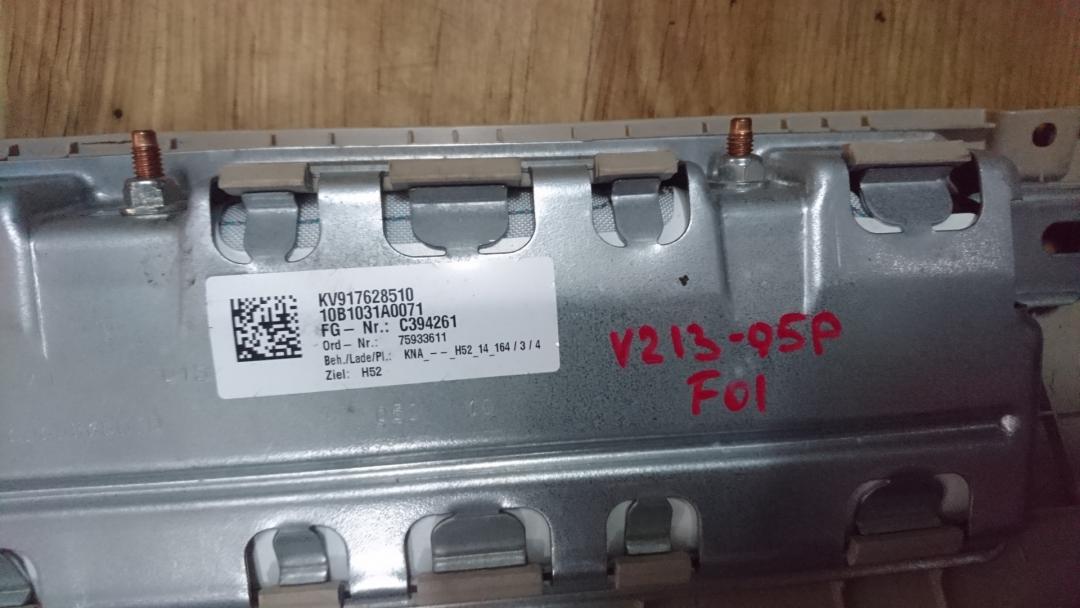 KV917628510
10B1031A0071
FG - Nr.: C394261
Ord - Nr.: 75933611
Beh./Lade/Pl.: KNA_ - - _H52_14_164 / 3 / 4
Ziel: H52
V213-95P
F01